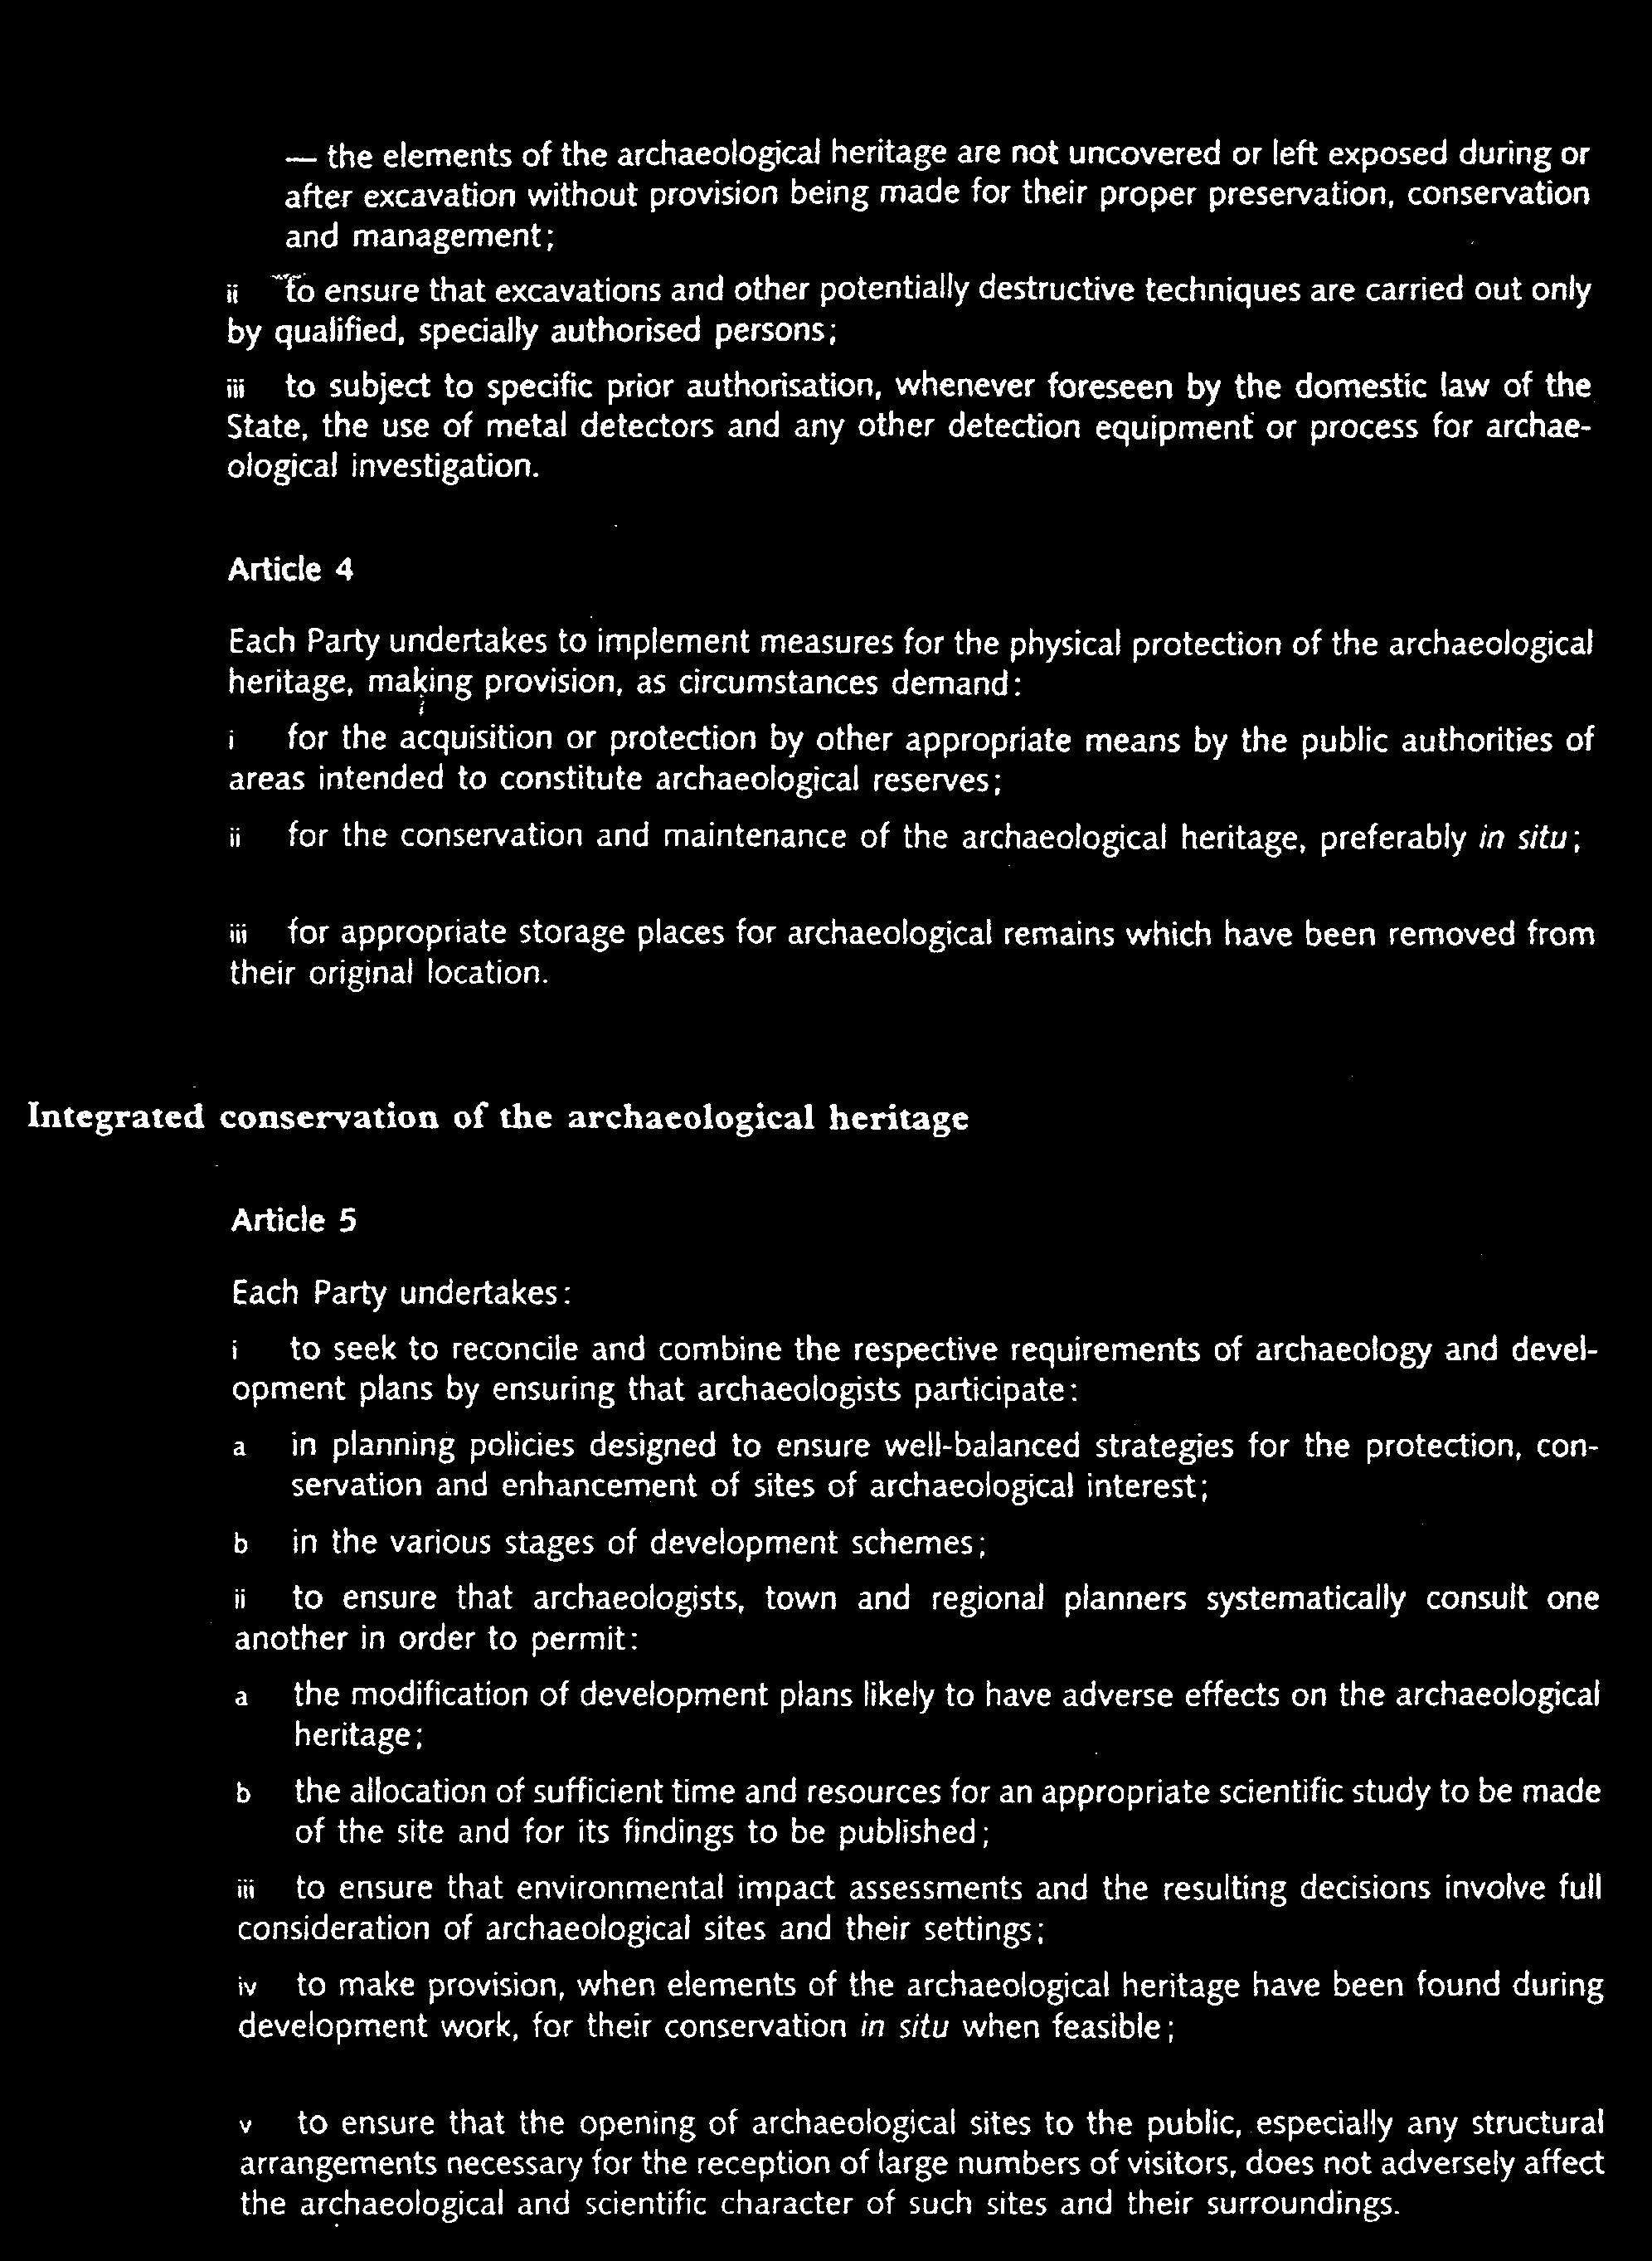 — the elements of the archaeological heritage are not uncovered or left exposed during or
after excavation without provision being made for their proper preservation, conservation
and management;
ii to ensure that excavations and other potentially destructive techniques are carried out only
by qualified, specially authorised persons;
iii to subject to specific prior authorisation, whenever foreseen by the domestic law of the
State, the use of metal detectors and any other detection equipment or process for archae-
ological investigation.
Article 4
Each Party undertakes to implement measures for the physical protection of the archaeological
heritage, making provision, as circumstances demand:
i for the acquisition or protection by other appropriate means by the public authorities of
areas intended to constitute archaeological reserves;
ii for the conservation and maintenance of the archaeological heritage, preferably in situ;
iii for appropriate storage places for archaeological remains which have been removed from
their original location.
Integrated conservation of the archaeological heritage
Article 5
Each Party undertakes:
i to seek to reconcile and combine the respective requirements of archaeology and devel-
opment plans by ensuring that archaeologists participate:
a in planning policies designed to ensure well-balanced strategies for the protection, con-
servation and enhancement of sites of archaeological interest;
b in the various stages of development schemes;
ii to ensure that archaeologists, town and regional planners systematically consult one
another in order to permit:
a the modification of development plans likely to have adverse effects on the archaeological
heritage;
b the allocation of sufficient time and resources for an appropriate scientific study to be made
of the site and for its findings to be published;
iii to ensure that environmental impact assessments and the resulting decisions involve full
consideration of archaeological sites and their settings;
iv to make provision, when elements of the archaeological heritage have been found during
development work, for their conservation in situ when feasible;
v to ensure that the opening of archaeological sites to the public, especially any structural
arrangements necessary for the reception of large numbers of visitors, does not adversely affect
the archaeological and scientific character of such sites and their surroundings.